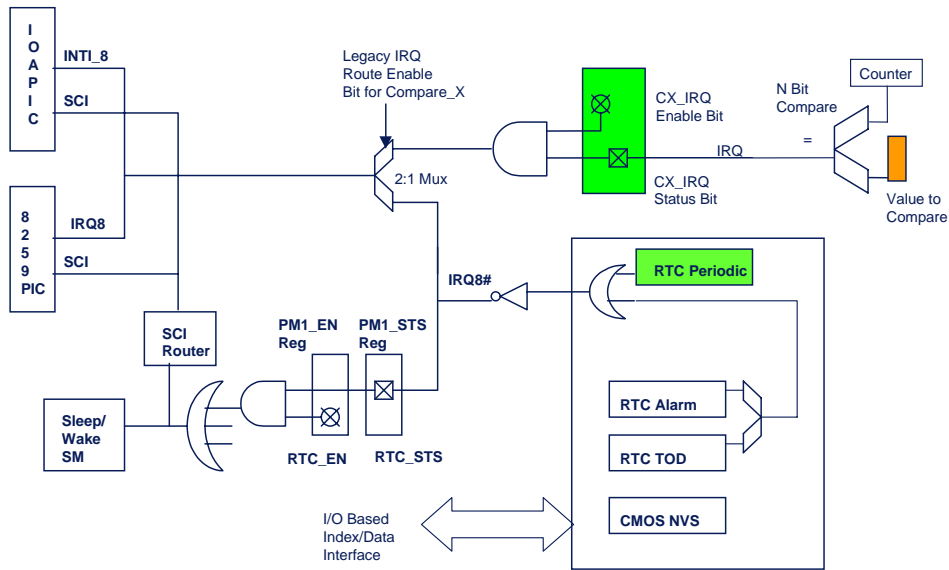 I
O
A
P
I
C
INTI_8
SCI
8
2
5
9
PIC
IRQ8
SCI
Legacy IRQ
Route Enable
Bit for Compare_X
2:1 Mux
CX_IRQ
Enable Bit
CX_IRQ
Status Bit
IRQ
N Bit
Compare
=
Counter
Value to
Compare
IRQ8#
RTC Periodic
SCI
Router
PM1_EN
Reg
PM1_STS
Reg
RTC_EN
RTC_STS
Sleep/
Wake
SM
RTC Alarm
RTC TOD
CMOS NVS
I/O Based
Index/Data
Interface